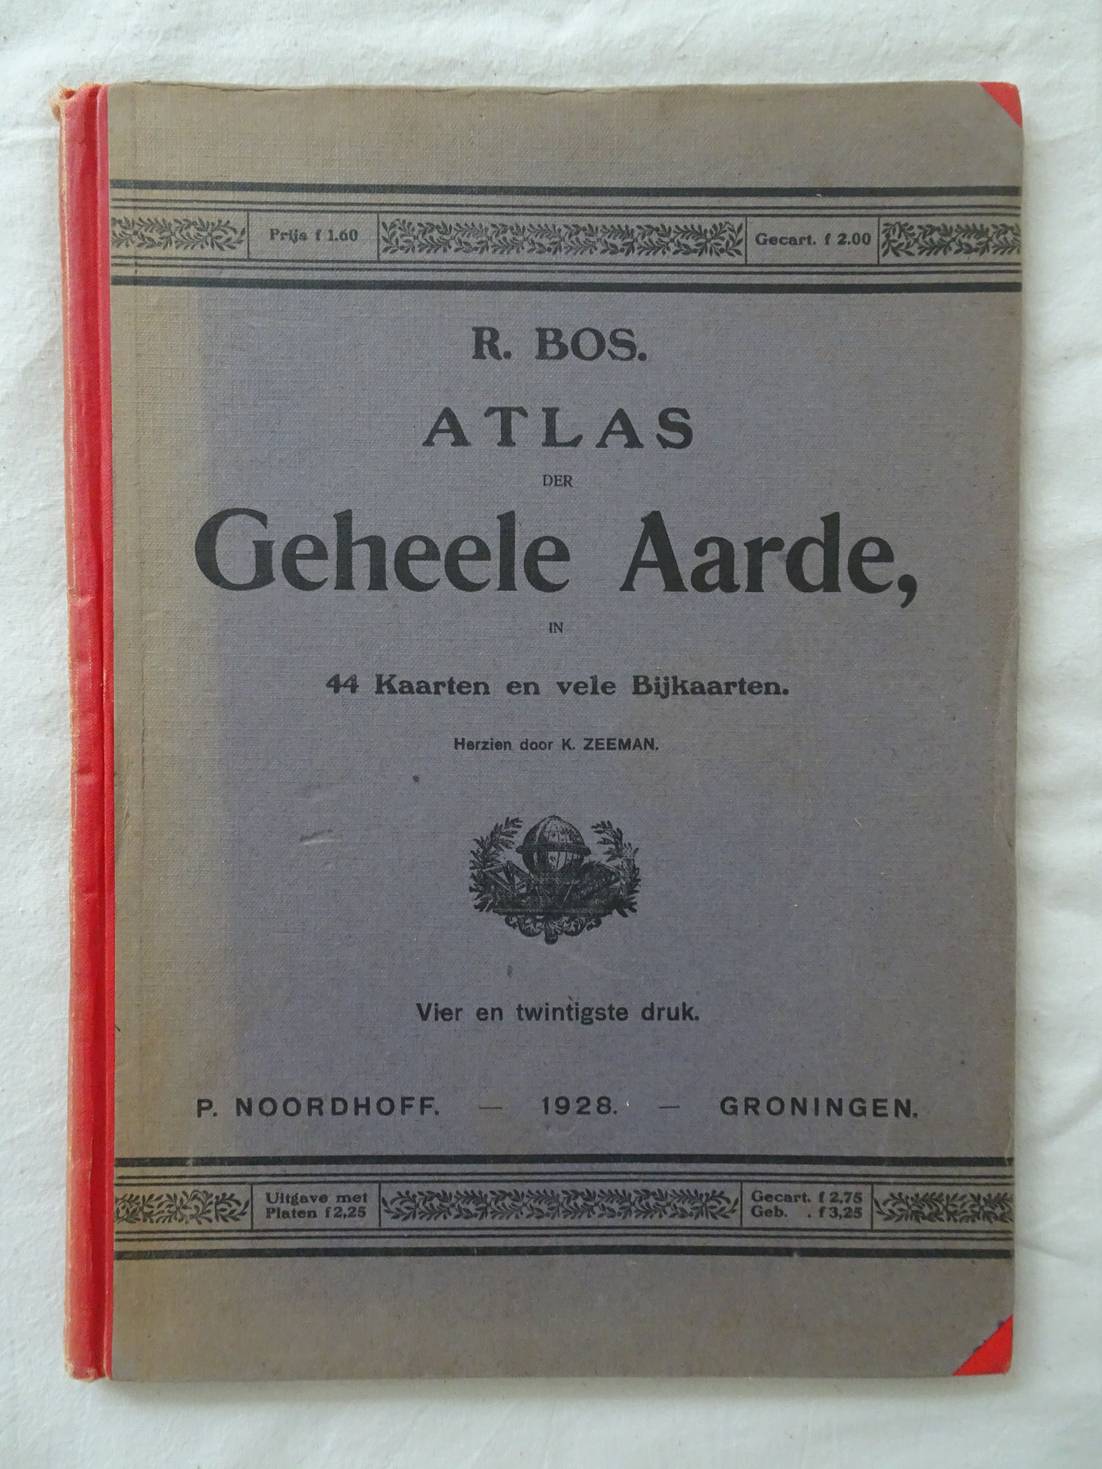 Prijs f 1.60
Gecart. f 2.00
R. BOS.
ATLAS
DER
Geheele Aarde,
IN
44 Kaarten en vele Bijkaarten.
Herzien door K. ZEEMAN.
Vier en twintigste druk.
P. NOORDHOFF. — 1928. — GRONINGEN.
Uitgave met
Platen f 2,25
Gecart. f 2,75
Geb. . f 3,25